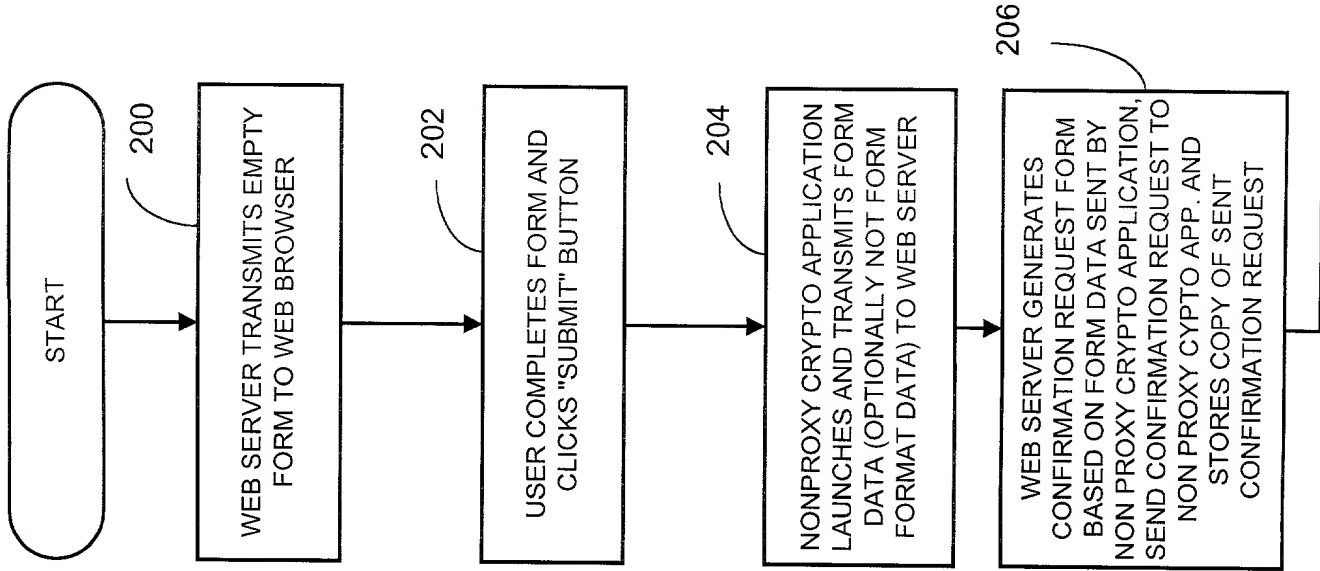 START
200
WEB SERVER TRANSMITS EMPTY
FORM TO WEB BROWSER
202
USER COMPLETES FORM AND
CLICKS "SUBMIT" BUTTON
204
NONPROXY CRYPTO APPLICATION
LAUNCHES AND TRANSMITS FORM
DATA (OPTIONALLY NOT FORM
FORMAT DATA) TO WEB SERVER
206
WEB SERVER GENERATES
CONFIRMATION REQUEST FORM
BASED ON FORM DATA SENT BY
NON PROXY CRYPTO APPLICATION,
SEND CONFIRMATION REQUEST TO
NON PROXY CYPTO APP. AND
STORES COPY OF SENT
CONFIRMATION REQUEST